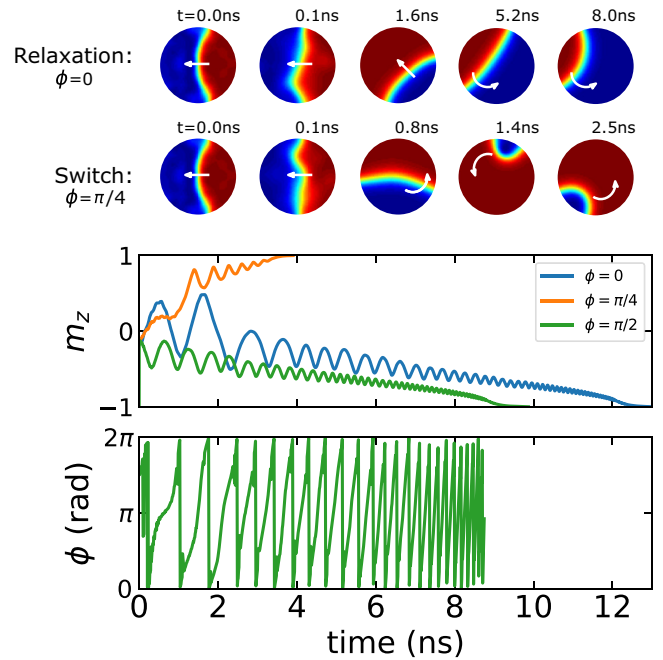 t=0.0ns 0.1ns 1.6ns 5.2ns 8.0ns
Relaxation:
ϕ=0
t=0.0ns 0.1ns 0.8ns 1.4ns 2.5ns
Switch:
ϕ=π/4
1
0
−1
m_z
ϕ = 0
ϕ = π/4
ϕ = π/2
2π
π
0
ϕ (rad)
0 2 4 6 8 10 12
time (ns)